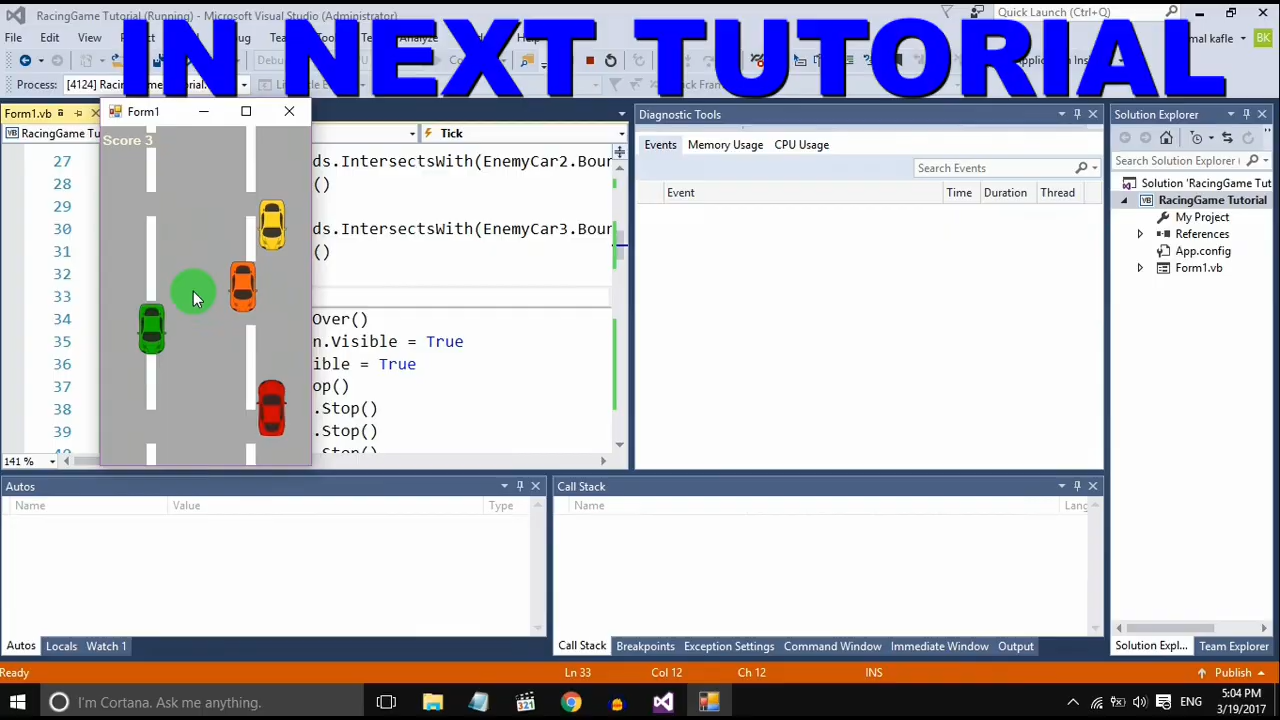 RacingGame Tutorial (Running) - Microsoft Visual Studio (Administrator)
Quick Launch (Ctrl+Q)
IN NEXT TUTORIAL
File Edit View
Analyze
mal kafle BK
Process: [4124] Racin
Form1.vb
Form1
Score 3
Tick
27 ds.IntersectsWith(EnemyCar2.Bour
28 ()
29
30 ds.IntersectsWith(EnemyCar3.Bour
31 ()
32
33
34 Over()
35 n.Visible = True
36 ible = True
37 op()
38 .Stop()
39 .Stop()
.Stop()
141 %
Diagnostic Tools
Events Memory Usage CPU Usage
Search Events
Event Time Duration Thread
Solution Explorer
Search Solution Explorer
Solution 'RacingGame Tut
RacingGame Tutorial
My Project
References
App.config
Form1.vb
Autos
Name Value Type
Autos Locals Watch 1
Call Stack
Name Lang
Call Stack Breakpoints Exception Settings Command Window Immediate Window Output
Solution Expl... Team Explorer
Ready Ln 33 Col 12 Ch 12 INS Publish
I'm Cortana. Ask me anything.
321
ENG
5:04 PM
3/19/2017